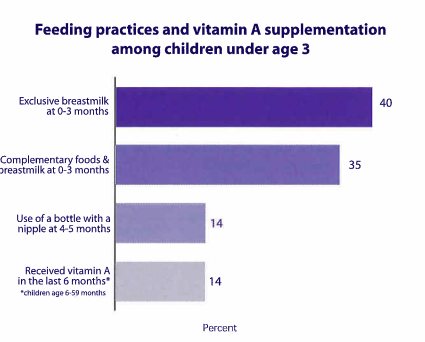 Feeding practices and vitamin A supplementation
among children under age 3
Exclusive breastmilk
at 0-3 months
40
Complementary foods &
breastmilk at 0-3 months
35
Use of a bottle with a
nipple at 4-5 months
14
Received vitamin A
in the last 6 months*
*children age 6-59 months
14
Percent